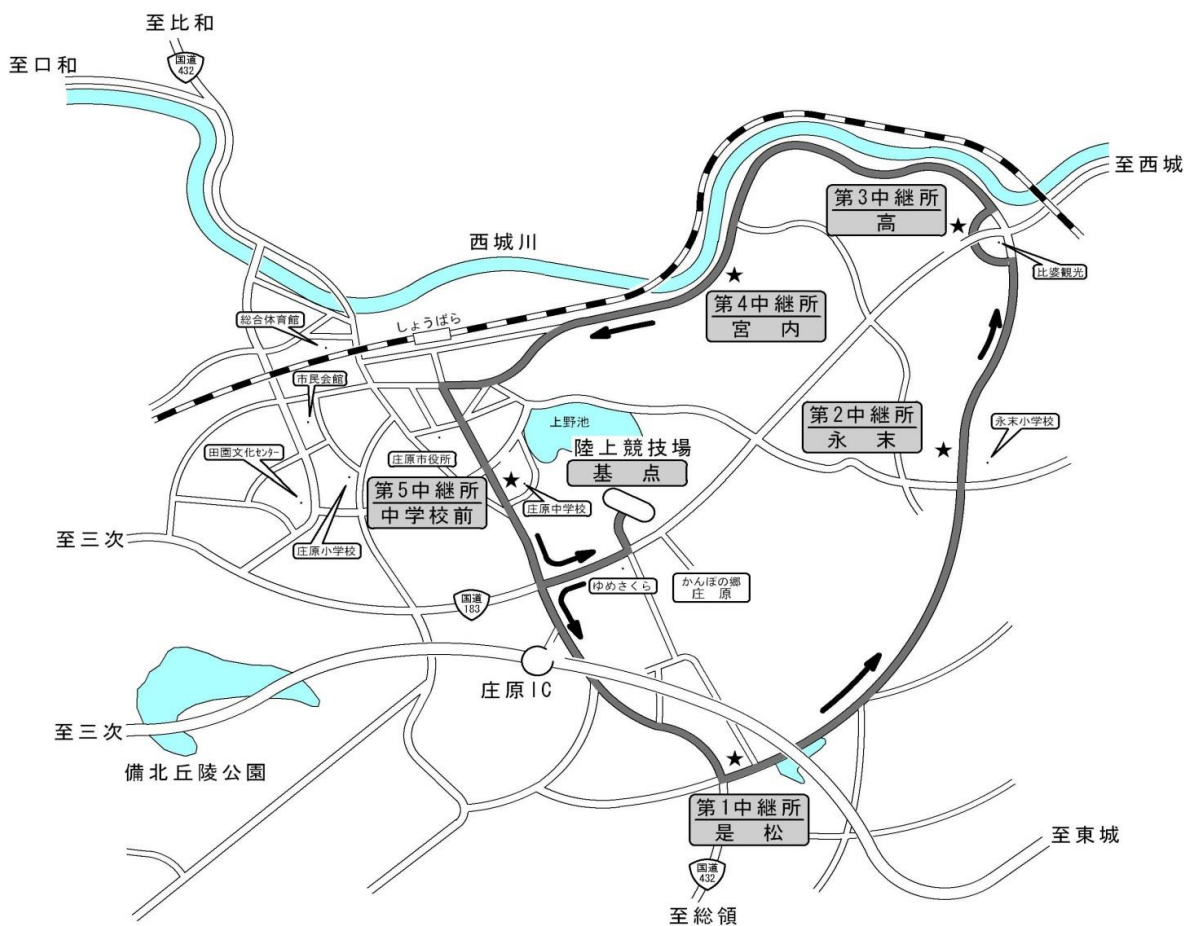 至比和
国道
432
至口和
至西城
第3中継所
高
西城川
比婆観光
第4中継所
宮内
総合体育館
しょうばら
市民会館
第2中継所
永末
永末小学校
上野池
陸上競技場
基点
田園文化センター
庄原市役所
第5中継所
中学校前
庄原中学校
至三次
庄原小学校
ゆめさくら
かんぽの郷
庄原
国道
183
庄原IC
至三次
備北丘陵公園
第1中継所
是松
至東城
国道
432
至総領